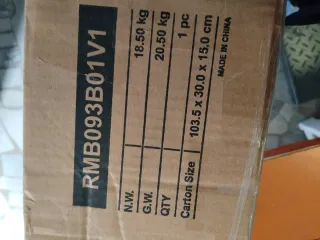 RMB093B01V1
N.W. 18.50 kg
G.W. 20.50 kg
QTY 1 pc
Carton Size 103.5 x 30.0 x 15.0 cm
MADE IN CHINA